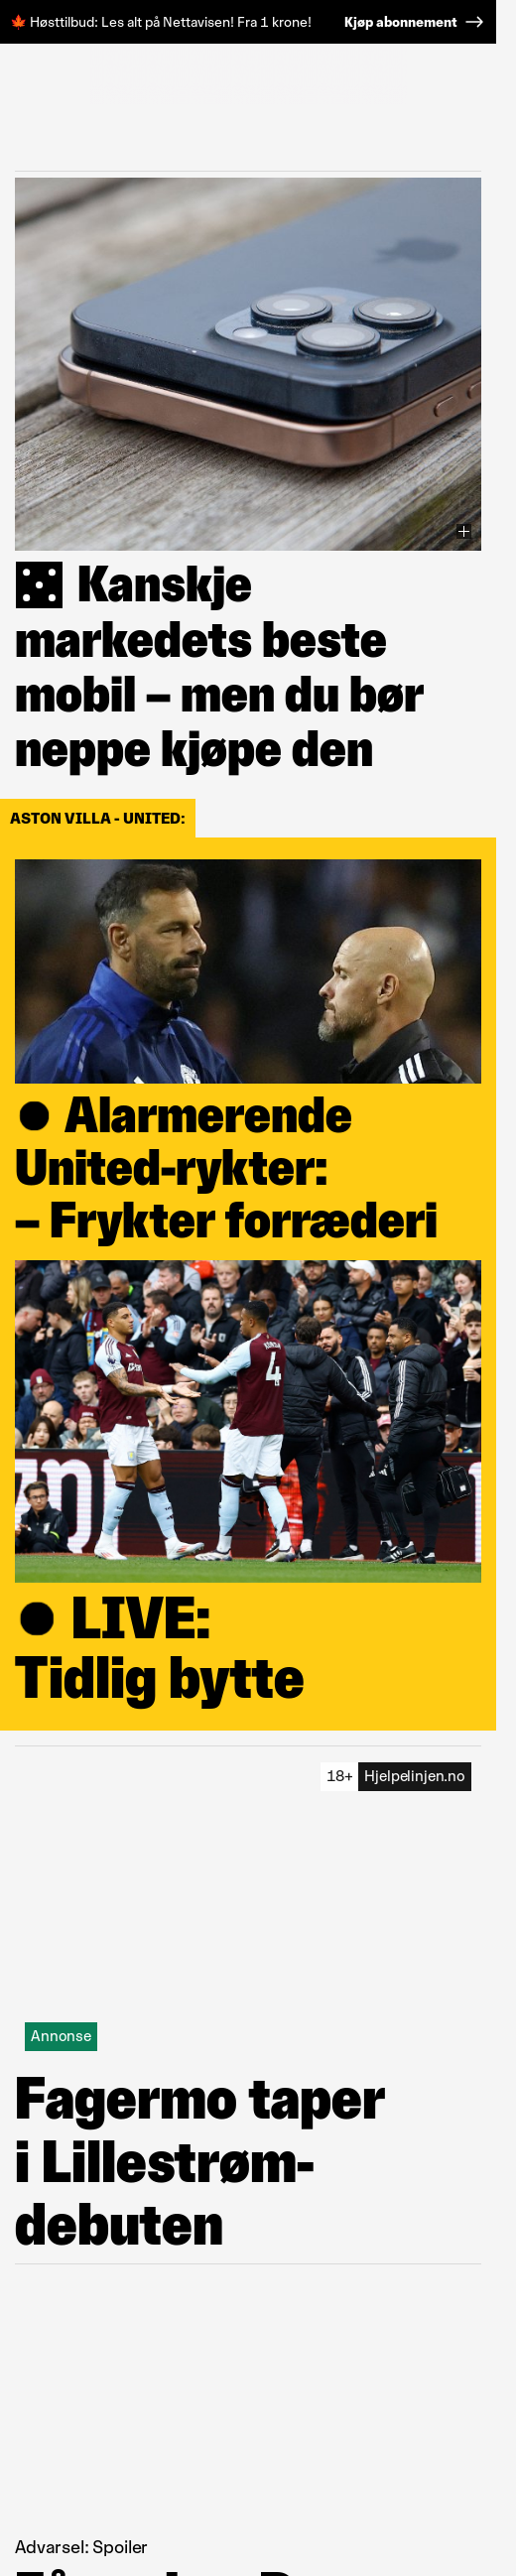 🍁 Høsttilbud: Les alt på Nettavisen! Fra 1 krone! Kjøp abonnement →
Kanskje
markedets beste
mobil – men du bør
neppe kjøpe den
ASTON VILLA - UNITED:
Alarmerende
United-rykter:
– Frykter forræderi
4
LIVE:
Tidlig bytte
18+ Hjelpelinjen.no
Annonse
Fagermo taper
i Lillestrøm-
debuten
Advarsel: Spoiler